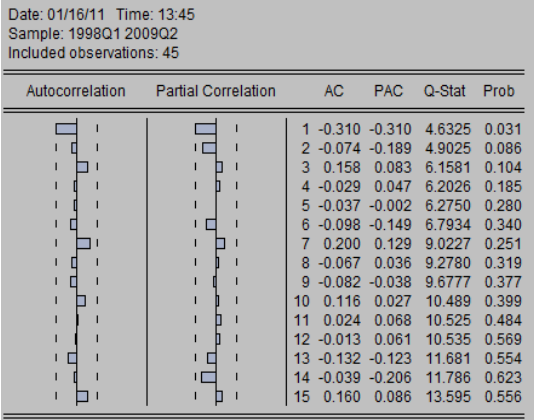 Date: 01/16/11 Time: 13:45
Sample: 1998Q1 2009Q2
Included observations: 45
Autocorrelation Partial Correlation AC PAC Q-Stat Prob
1 -0.310 -0.310 4.6325 0.031
2 -0.074 -0.189 4.9025 0.086
3 0.158 0.083 6.1581 0.104
4 -0.029 0.047 6.2026 0.185
5 -0.037 -0.002 6.2750 0.280
6 -0.098 -0.149 6.7934 0.340
7 0.200 0.129 9.0227 0.251
8 -0.067 0.036 9.2780 0.319
9 -0.082 -0.038 9.6777 0.377
10 0.116 0.027 10.489 0.399
11 0.024 0.068 10.525 0.484
12 -0.013 0.061 10.535 0.569
13 -0.132 -0.123 11.681 0.554
14 -0.039 -0.206 11.786 0.623
15 0.160 0.086 13.595 0.556